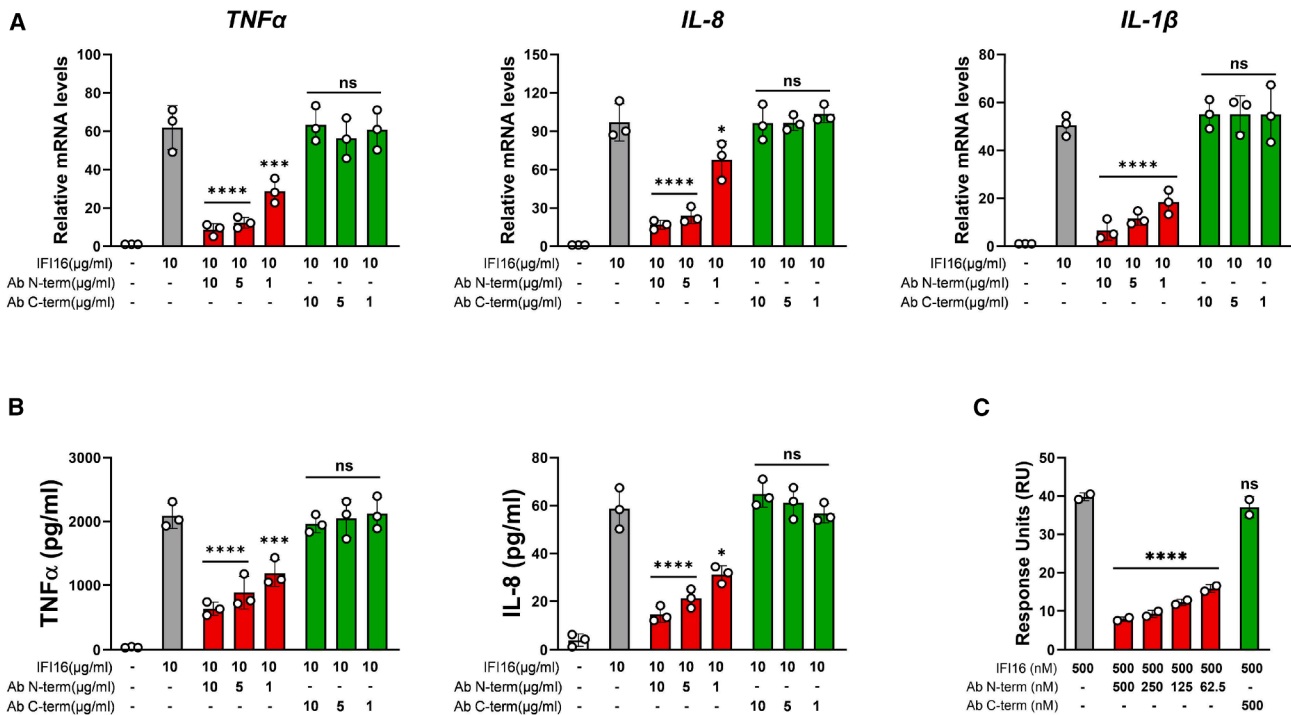 A
TNFα
IL-8
IL-1β
Relative mRNA levels
100
80
60
40
20
0
ns
****
***
IFI16(μg/ml) - 10 10 10 10 10 10 10
Ab N-term(μg/ml) - - 10 5 1 - - -
Ab C-term(μg/ml) - - - - - 10 5 1
Relative mRNA levels
150
120
90
60
30
0
ns
****
*
IFI16(μg/ml) - 10 10 10 10 10 10 10
Ab N-term(μg/ml) - - 10 5 1 - - -
Ab C-term(μg/ml) - - - - - 10 5 1
Relative mRNA levels
80
60
40
20
0
ns
****
IFI16(μg/ml) - 10 10 10 10 10 10 10
Ab N-term(μg/ml) - - 10 5 1 - - -
Ab C-term(μg/ml) - - - - - 10 5 1
B
TNFα (pg/ml)
3000
2000
1000
0
ns
****
***
IFI16(μg/ml) - 10 10 10 10 10 10 10
Ab N-term(μg/ml) - - 10 5 1 - - -
Ab C-term(μg/ml) - - - - - 10 5 1
IL-8 (pg/ml)
80
60
40
20
0
ns
****
*
IFI16(μg/ml) - 10 10 10 10 10 10 10
Ab N-term(μg/ml) - - 10 5 1 - - -
Ab C-term(μg/ml) - - - - - 10 5 1
C
Response Units (RU)
50
40
30
20
10
0
ns
****
IFI16 (nM) 500 500 500 500 500 500
Ab N-term (nM) - 500 250 125 62.5 -
Ab C-term (nM) - - - - - 500